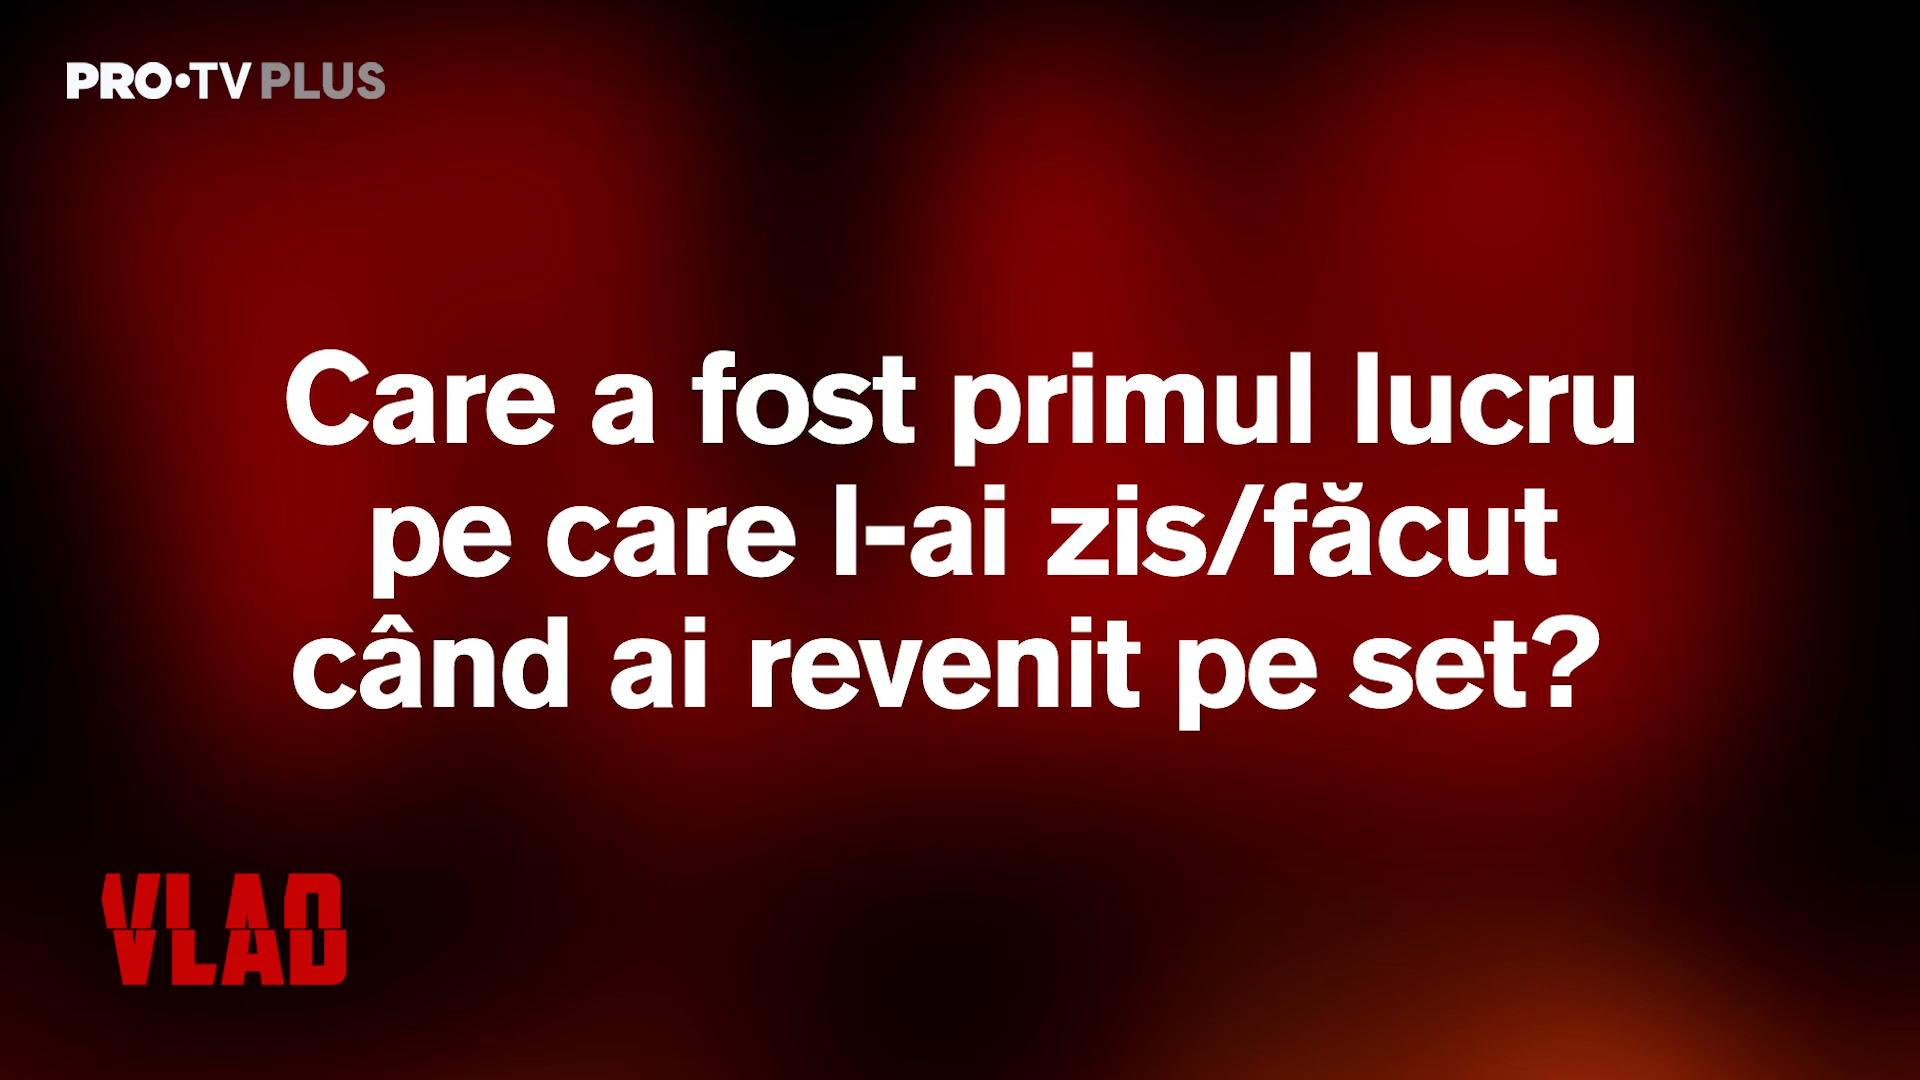 PRO•TV PLUS
Care a fost primul lucru
pe care l-ai zis/făcut
când ai revenit pe set?
VLAD